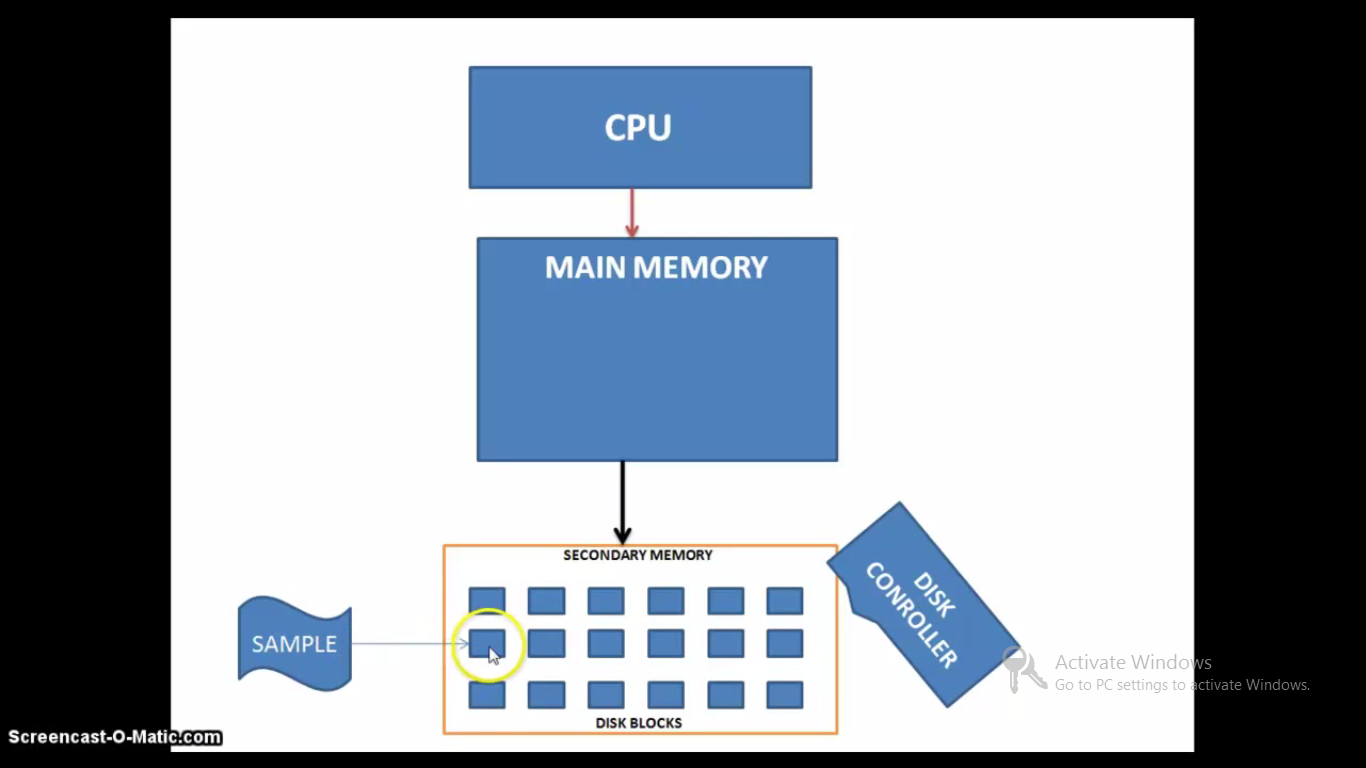 CPU
MAIN MEMORY
SECONDARY MEMORY
SAMPLE
DISK
CONROLLER
DISK BLOCKS
Activate Windows
Go to PC settings to activate Windows.
Screencast-O-Matic.com